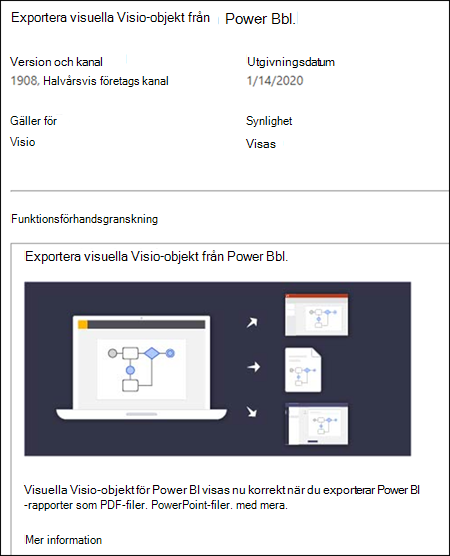 Exportera visuella Visio-objekt från Power Bbl.
Version och kanal
1908, Halvårsvis företags kanal
Utgivningsdatum
1/14/2020
Gäller för
Visio
Synlighet
Visas
Funktionsförhandsgranskning
Exportera visuella Visio-objekt från Power Bbl.
Visuella Visio-objekt för Power BI visas nu korrekt när du exporterar Power BI
-rapporter som PDF-filer. PowerPoint-filer. med mera.
Mer information